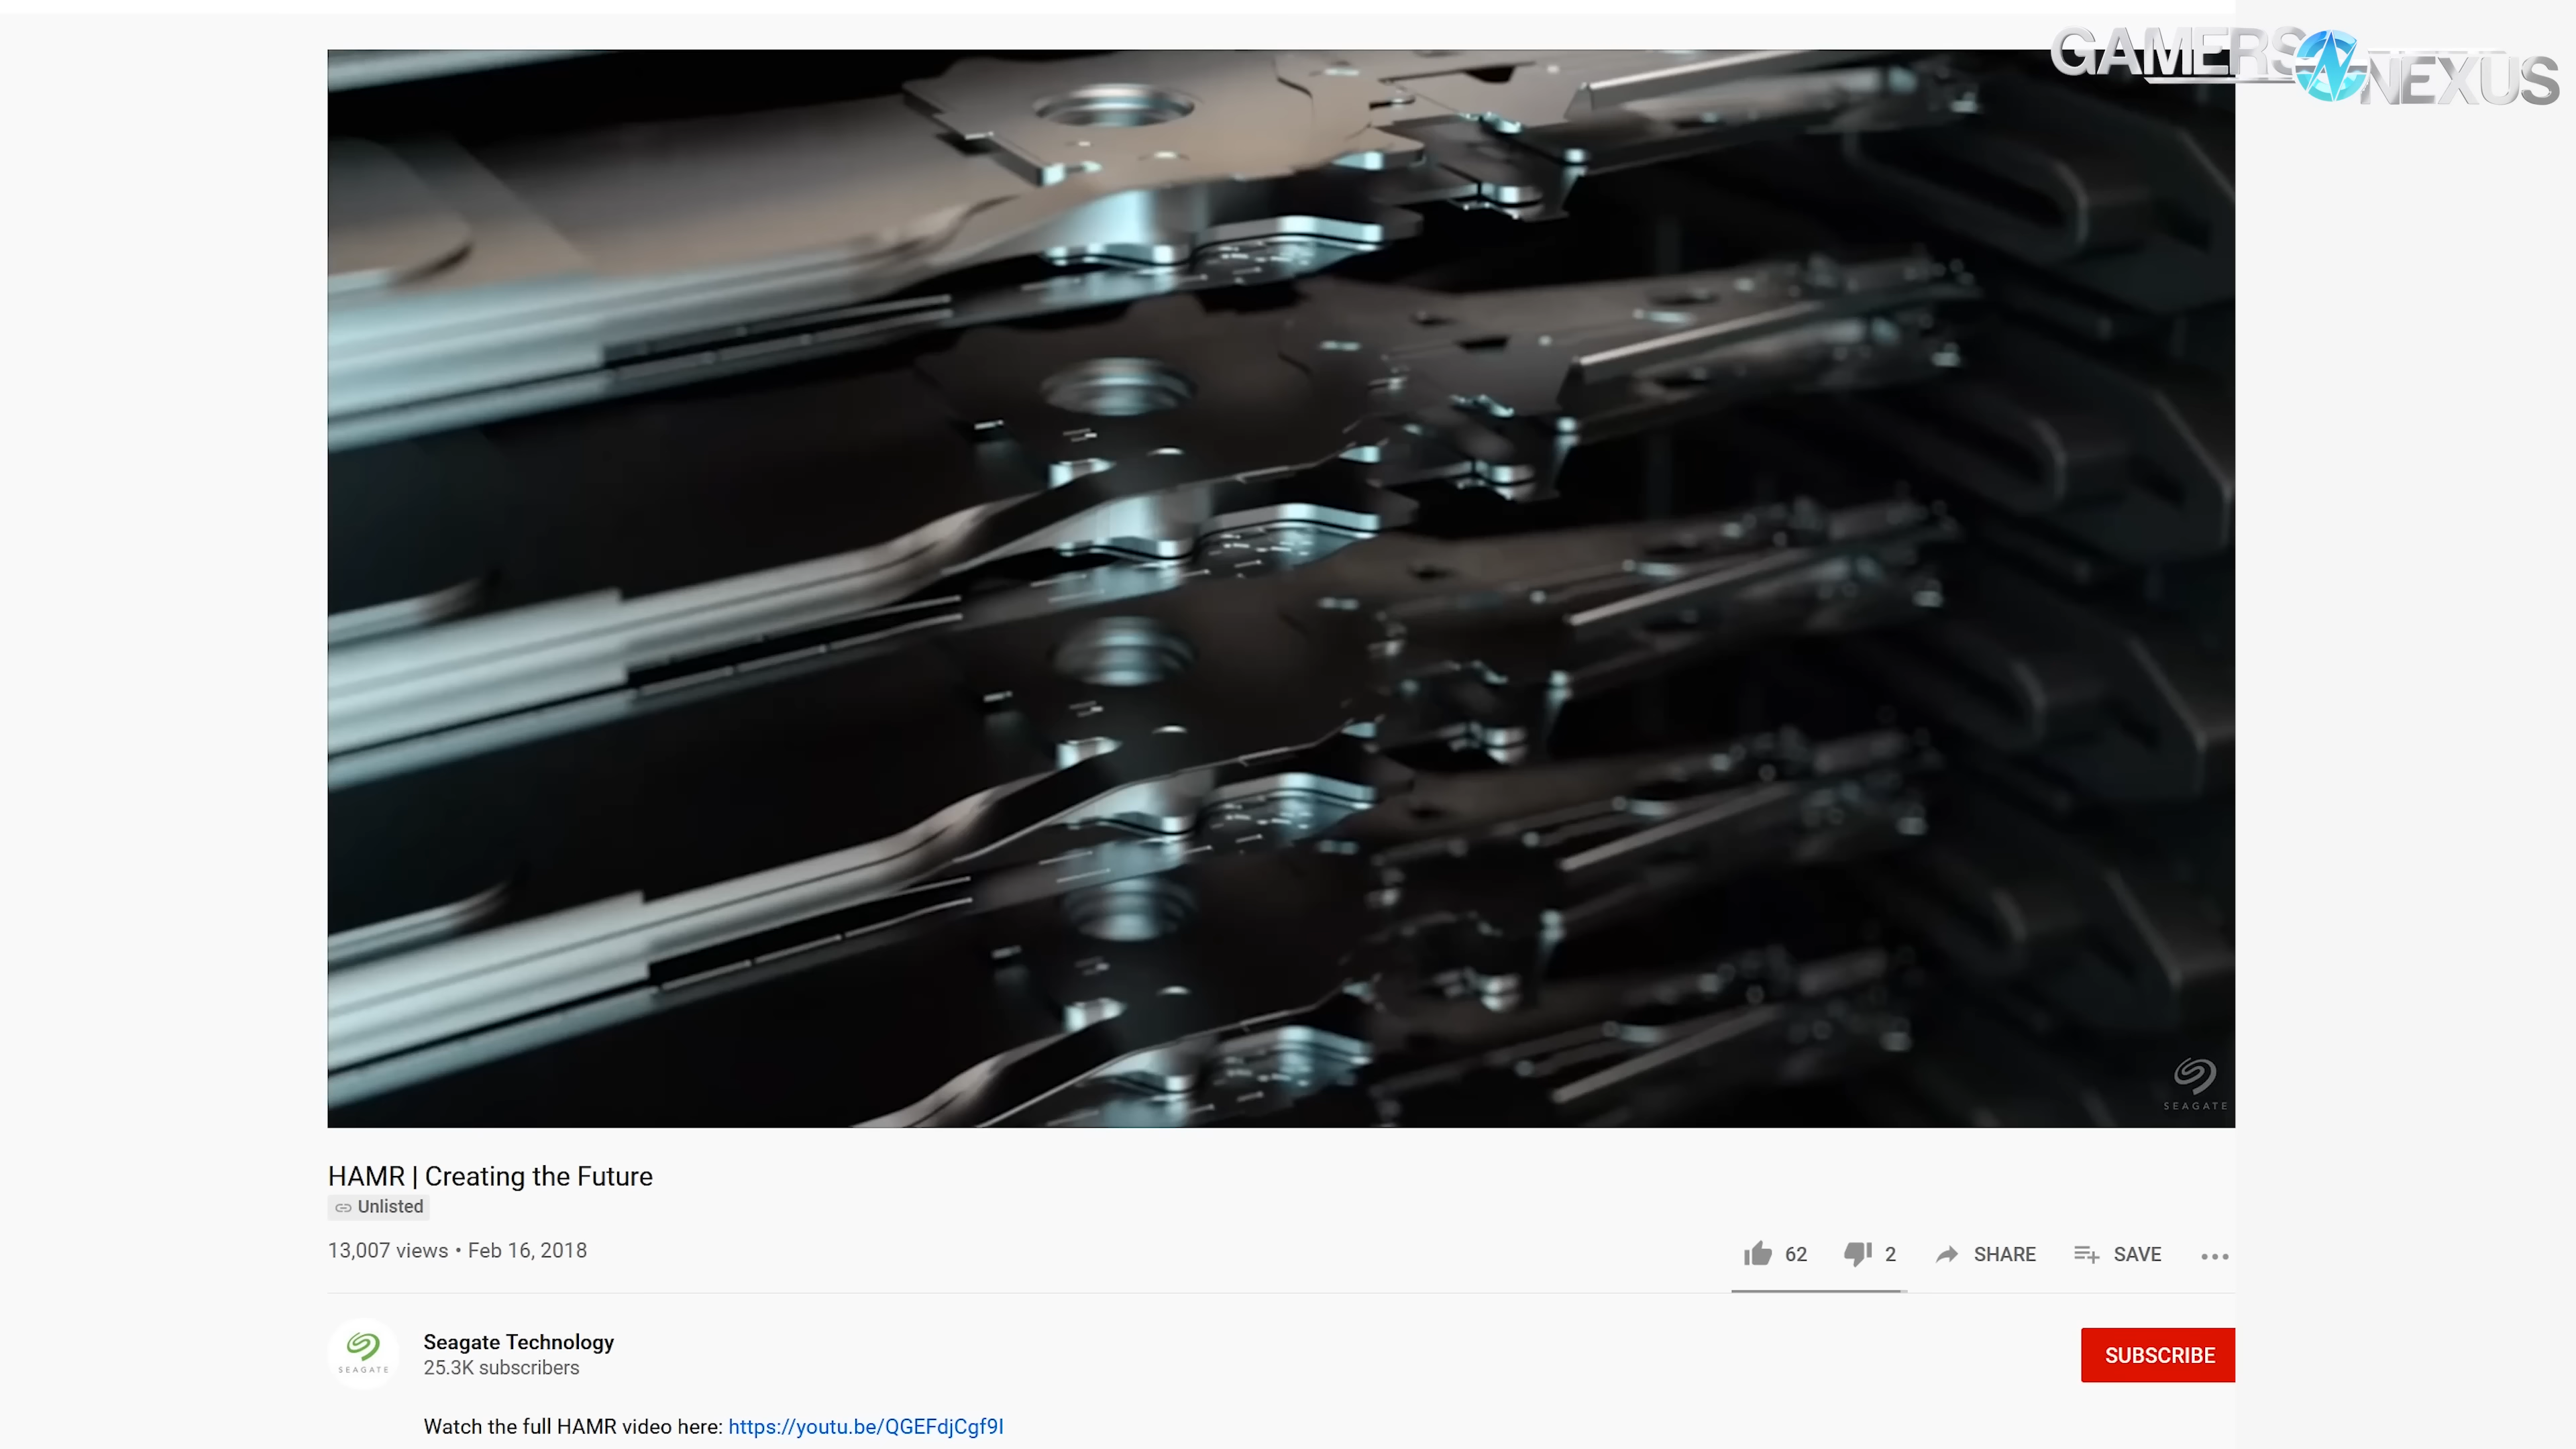 GAMERS NEXUS
SEAGATE
HAMR | Creating the Future
Unlisted
13,007 views • Feb 16, 2018
62 2 SHARE SAVE
SEAGATE
Seagate Technology
25.3K subscribers
SUBSCRIBE
Watch the full HAMR video here: https://youtu.be/QGEFdjCgf9I